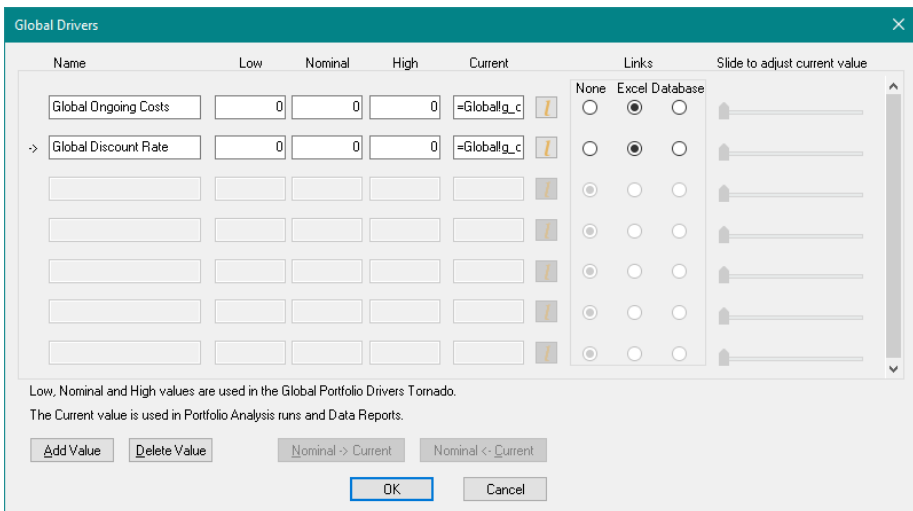 Global Drivers
Name Low Nominal High Current Links Slide to adjust current value
None Excel Database
Global Ongoing Costs 0 0 0 =Global!g_c
-> Global Discount Rate 0 0 0 =Global!g_c
Low, Nominal and High values are used in the Global Portfolio Drivers Tornado.
The Current value is used in Portfolio Analysis runs and Data Reports.
Add Value Delete Value Nominal -> Current Nominal <- Current
OK Cancel